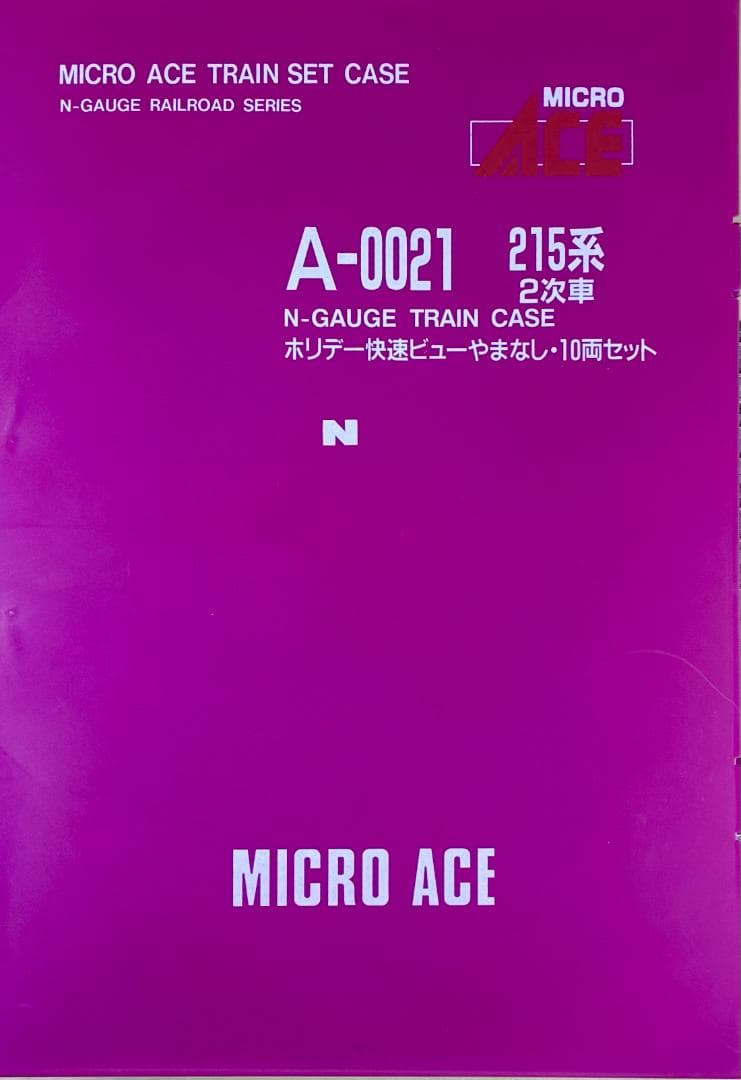 MICRO ACE TRAIN SET CASE
N-GAUGE RAILROAD SERIES
MICRO
ACE
A-0021 215系
2次車
N-GAUGE TRAIN CASE
ホリデー快速ビューやまなし・10両セット
N
MICRO ACE